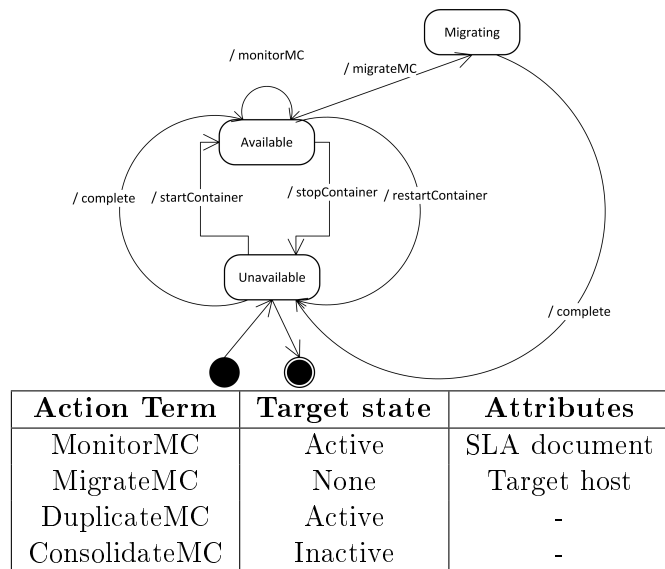 Migrating
/ monitorMC
/ migrateMC
Available
/ complete
/ startContainer
/ stopContainer
/ restartContainer
Unavailable
/ complete
Action Term Target state Attributes
MonitorMC Active SLA document
MigrateMC None Target host
DuplicateMC Active -
ConsolidateMC Inactive -